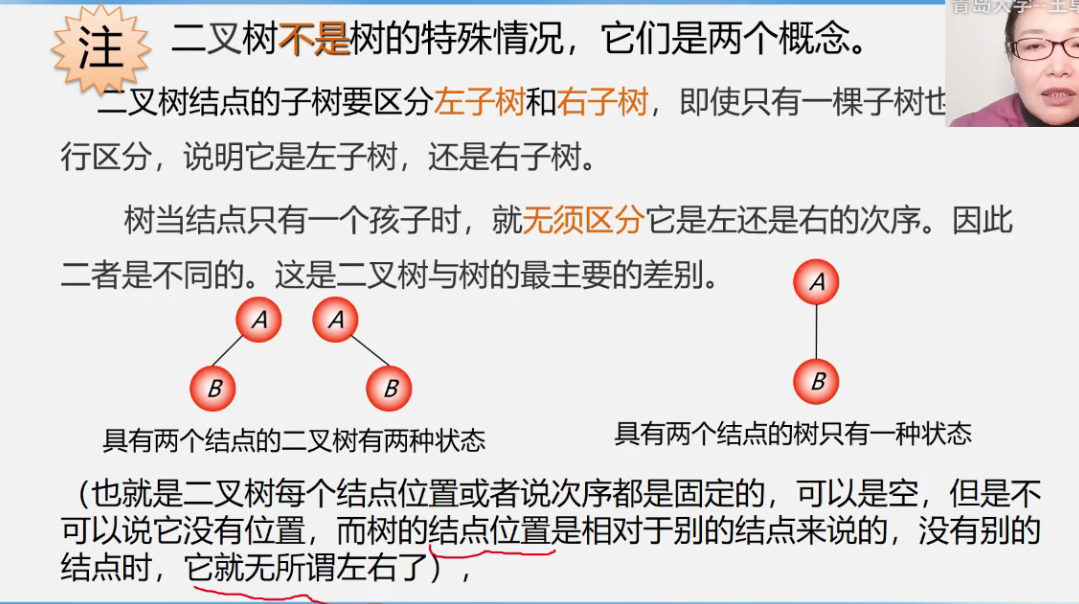 青岛大学--王卓
注
二叉树不是树的特殊情况，它们是两个概念。
二叉树结点的子树要区分左子树和右子树，即使只有一棵子树也
行区分，说明它是左子树，还是右子树。
树当结点只有一个孩子时，就无须区分它是左还是右的次序。因此
二者是不同的。这是二叉树与树的最主要的差别。
A
A
A
B
B
B
具有两个结点的二叉树有两种状态
具有两个结点的树只有一种状态
（也就是二叉树每个结点位置或者说次序都是固定的，可以是空，但是不
可以说它没有位置，而树的结点位置是相对于别的结点来说的，没有别的
结点时，它就无所谓左右了），